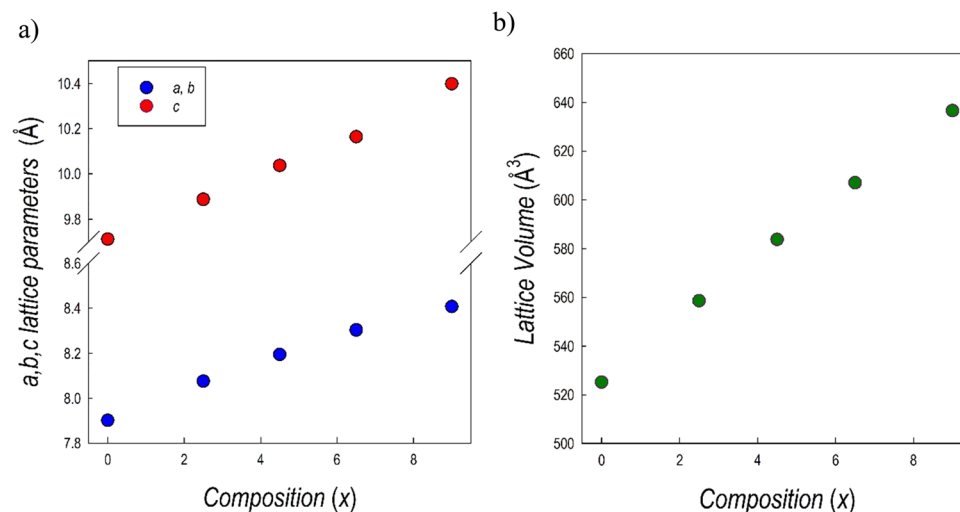 a)
a, b
c
a,b,c lattice parameters (Å)
10.4
10.2
10.0
9.8
8.6
8.4
8.2
8.0
7.8
0 2 4 6 8
Composition (x)
b)
Lattice Volume (Å³)
660
640
620
600
580
560
540
520
500
0 2 4 6 8
Composition (x)